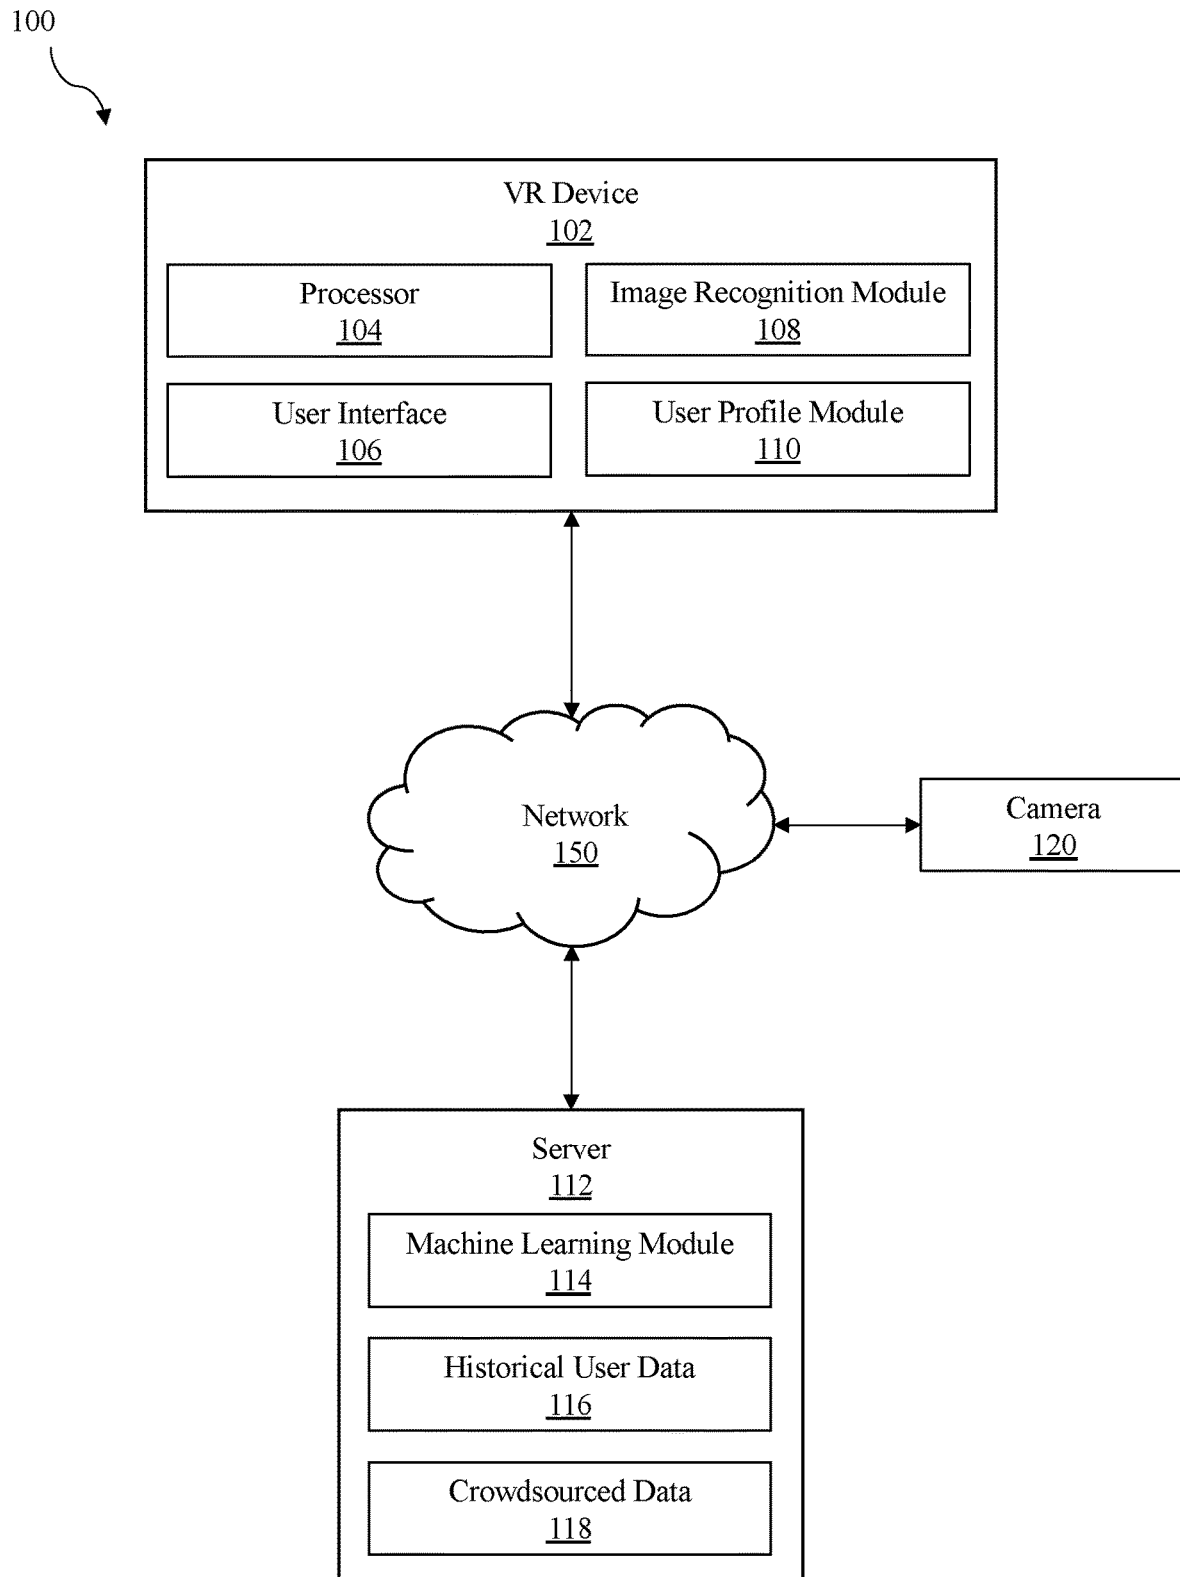 100
VR Device
102
Processor
104
Image Recognition Module
108
User Interface
106
User Profile Module
110
Network
150
Camera
120
Server
112
Machine Learning Module
114
Historical User Data
116
Crowdsourced Data
118